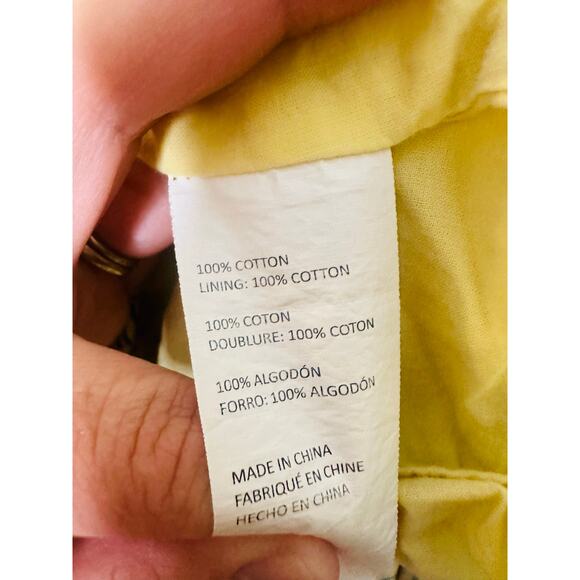 100% COTTON
LINING: 100% COTTON
100% COTON
DOUBLURE: 100% COTON
100% ALGODÓN
FORRO: 100% ALGODÓN
MADE IN CHINA
FABRIQUÉ EN CHINE
HECHO EN CHINA